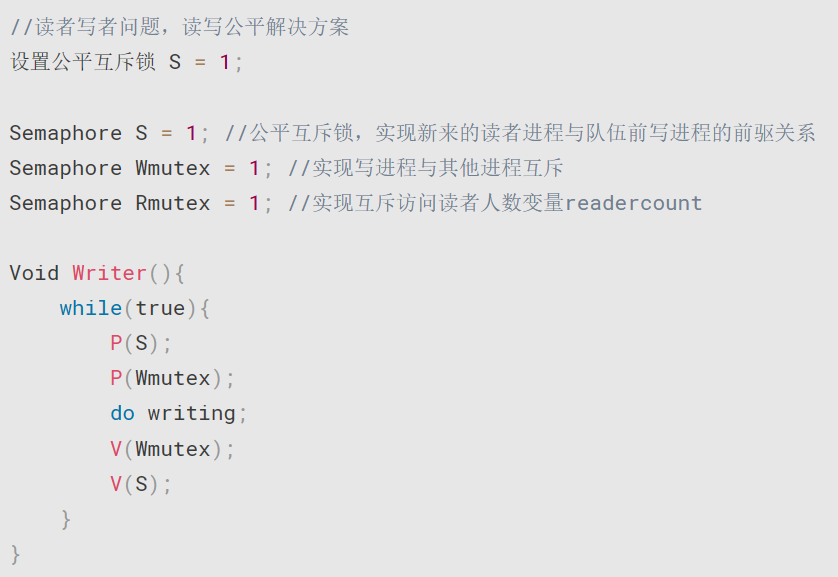 //读者写者问题，读写公平解决方案
设置公平互斥锁 S = 1;
Semaphore S = 1; //公平互斥锁，实现新来的读者进程与队伍前写进程的前驱关系
Semaphore Wmutex = 1; //实现写进程与其他进程互斥
Semaphore Rmutex = 1; //实现互斥访问读者人数变量readercount
Void Writer(){
while(true){
P(S);
P(Wmutex);
do writing;
V(Wmutex);
V(S);
}
}